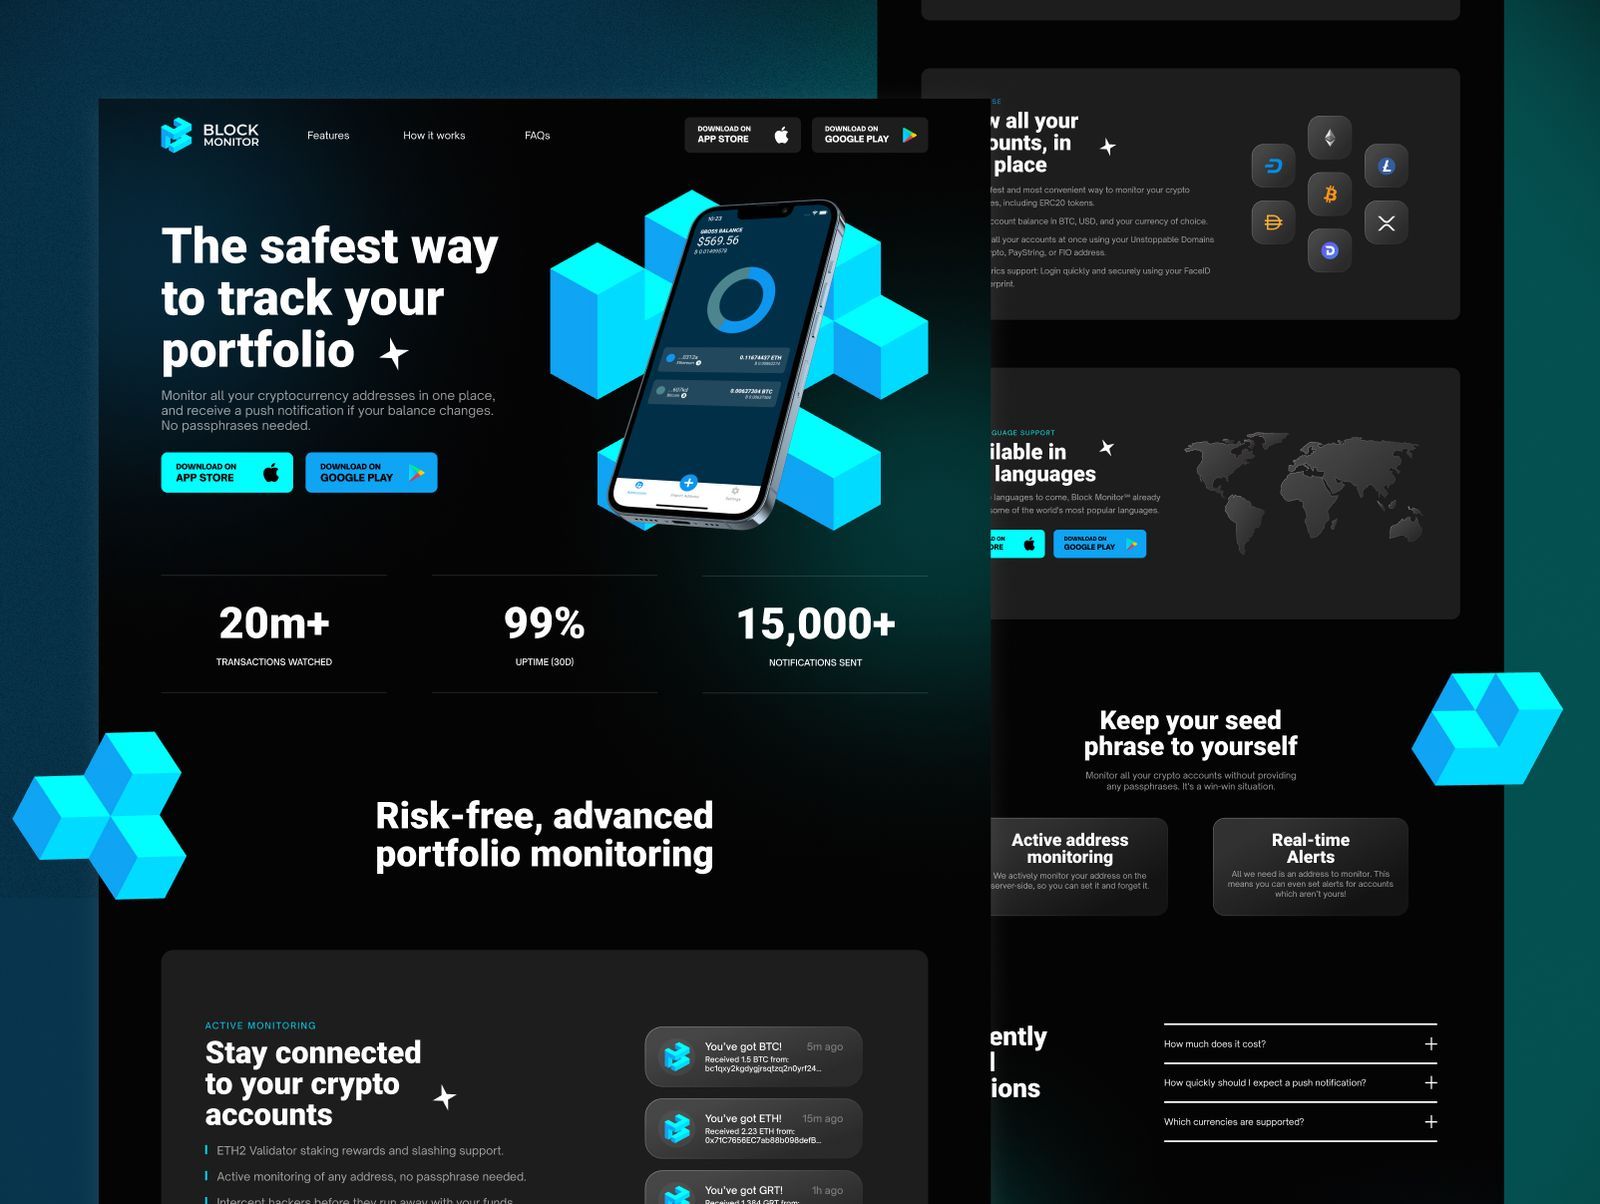 BLOCK
MONITOR
Features
How it works
FAQs
DOWNLOAD ON
APP STORE
DOWNLOAD ON
GOOGLE PLAY
The safest way
to track your
portfolio
Monitor all your cryptocurrency addresses in one place,
and receive a push notification if your balance changes.
No passphrases needed.
DOWNLOAD ON
APP STORE
DOWNLOAD ON
GOOGLE PLAY
10:23
GROSS BALANCE
$569.56
0.11674437 ETH
0.00627304 BTC
Settings
20m+
TRANSACTIONS WATCHED
99%
UPTIME (30D)
15,000+
NOTIFICATIONS SENT
Risk-free, advanced
portfolio monitoring
ACTIVE MONITORING
Stay connected
to your crypto
accounts
ETH2 Validator staking rewards and slashing support.
Active monitoring of any address, no passphrase needed.
Intercept hackers before they run away with your funds
You've got BTC!
5m ago
Received 1.5 BTC from:
bc1qxy2kgdygjrsqtzq2n0yrf24...
You've got ETH!
15m ago
Received 2.23 ETH from:
0x71C7656EC7ab88b098defB...
You've got GRT!
1h ago
Received 1,384 GRT from:
SE
w all your
ounts, in
place
fest and most convenient way to monitor your crypto
es, including ERC20 tokens.
ccount balance in BTC, USD, and your currency of choice.
all your accounts at once using your Unstoppable Domains
ypto, PayString, or FIO address.
rics support: Login quickly and securely using your FaceID
erprint.
GUAGE SUPPORT
ilable in
languages
languages to come, Block Monitor℠ already
some of the world's most popular languages.
D ON
ORE
DOWNLOAD ON
GOOGLE PLAY
Keep your seed
phrase to yourself
Monitor all your crypto accounts without providing
any passphrases. It's a win-win situation.
Active address
monitoring
We actively monitor your address on the
server-side, so you can set it and forget it.
Real-time
Alerts
All we need is an address to monitor. This
means you can even set alerts for accounts
which aren't yours!
ently
l
ions
How much does it cost?
How quickly should I expect a push notification?
Which currencies are supported?